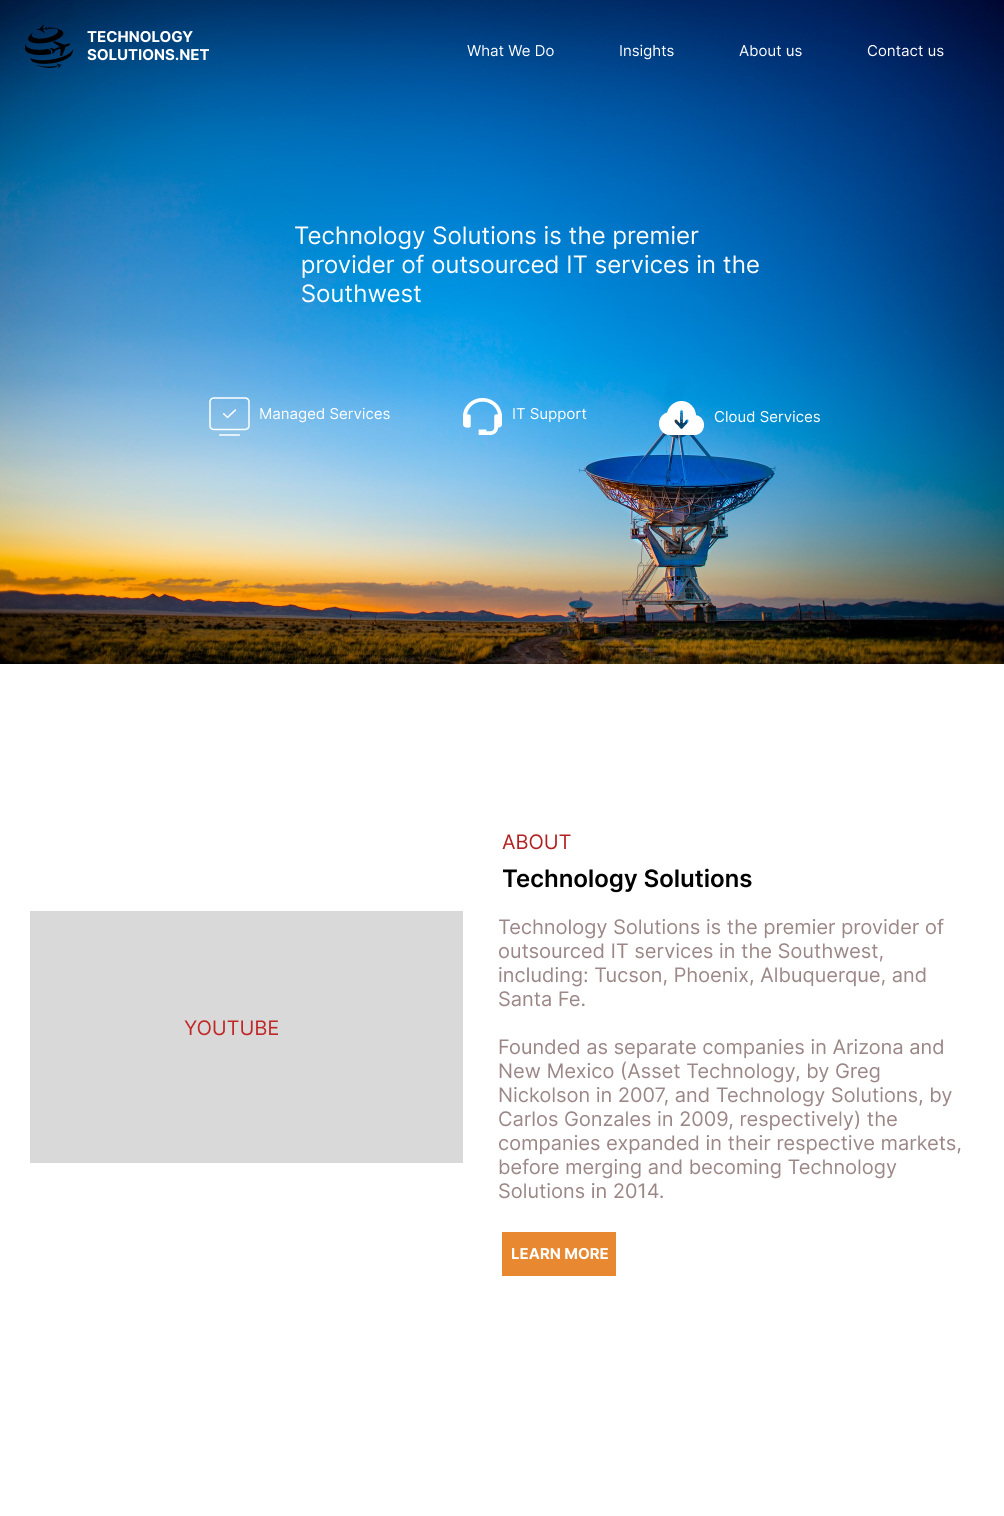 TECHNOLOGY
SOLUTIONS.NET
What We Do
Insights
About us
Contact us
Technology Solutions is the premier
provider of outsourced IT services in the
Southwest
Managed Services
IT Support
Cloud Services
ABOUT
Technology Solutions
YOUTUBE
Technology Solutions is the premier provider of
outsourced IT services in the Southwest,
including: Tucson, Phoenix, Albuquerque, and
Santa Fe.
Founded as separate companies in Arizona and
New Mexico (Asset Technology, by Greg
Nickolson in 2007, and Technology Solutions, by
Carlos Gonzales in 2009, respectively) the
companies expanded in their respective markets,
before merging and becoming Technology
Solutions in 2014.
LEARN MORE